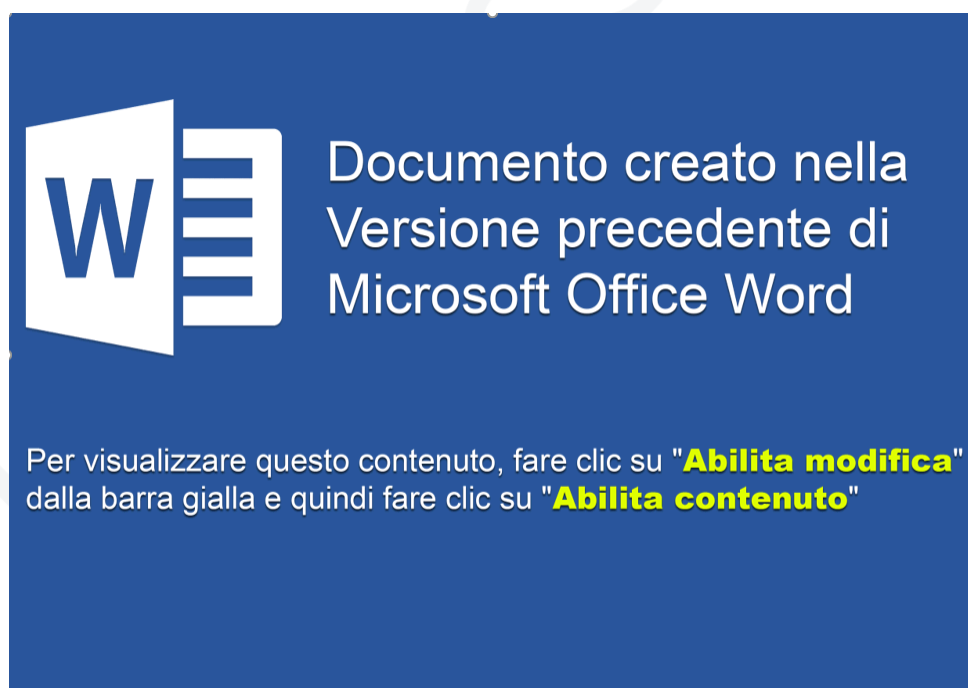 W
Documento creato nella
Versione precedente di
Microsoft Office Word
Per visualizzare questo contenuto, fare clic su "Abilita modifica"
dalla barra gialla e quindi fare clic su "Abilita contenuto"